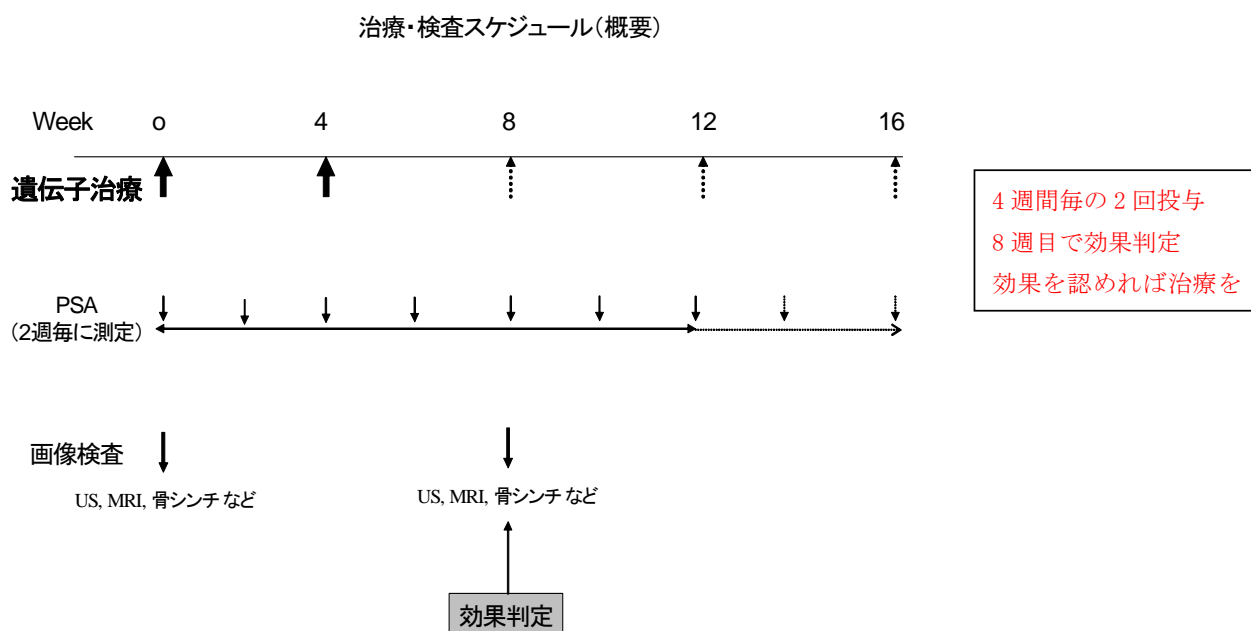 治療・検査スケジュール(概要)
Week o 4 8 12 16
遺伝子治療
4週間毎の2回投与
8週目で効果判定
効果を認めれば治療を
PSA
(2週毎に測定)
画像検査
US, MRI, 骨シンチ など US, MRI, 骨シンチ など
効果判定